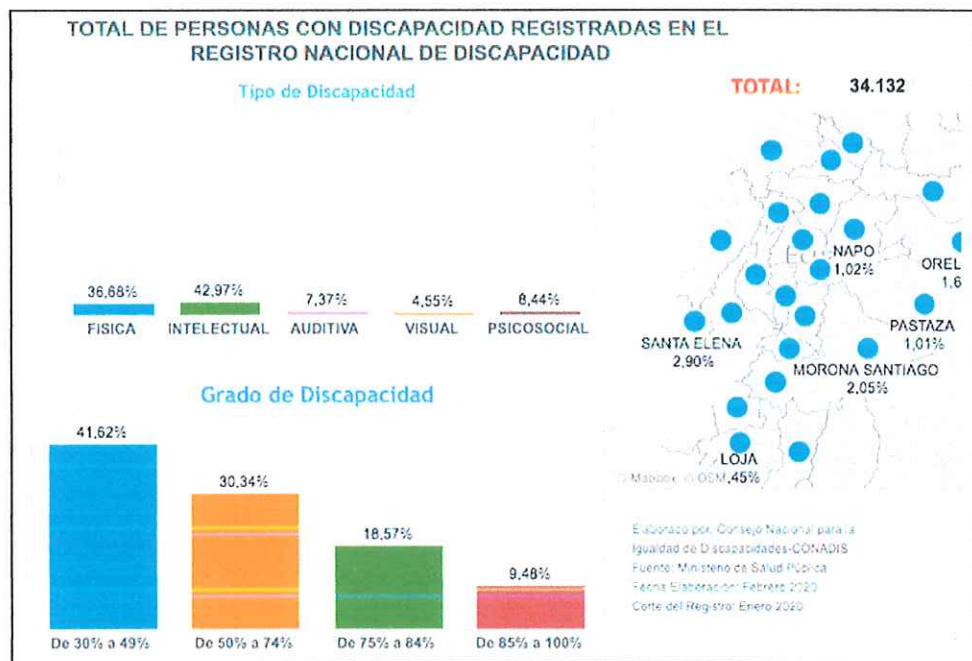 TOTAL DE PERSONAS CON DISCAPACIDAD REGISTRADAS EN EL
REGISTRO NACIONAL DE DISCAPACIDAD
Tipo de Discapacidad
36,68%
42,97%
7,37%
4,55%
8,44%
FISICA
INTELECTUAL
AUDITIVA
VISUAL
PSICOSOCIAL
Grado de Discapacidad
41,62%
30,34%
18,57%
9,48%
De 30% a 49%
De 50% a 74%
De 75% a 84%
De 85% a 100%
TOTAL: 34.132
NAPO
1,02%
OREL
1,6
PASTAZA
1,01%
SANTA ELENA
2,90%
MORONA SANTIAGO
2,05%
LOJA
© Mapbox © OSM ,45%
Elaborado por: Consejo Nacional para la
Igualdad de Discapacidades-CONADIS
Fuente: Ministerio de Salud Pública
Fecha Elaboración: Febrero 2020
Corte del Registro: Enero 2020